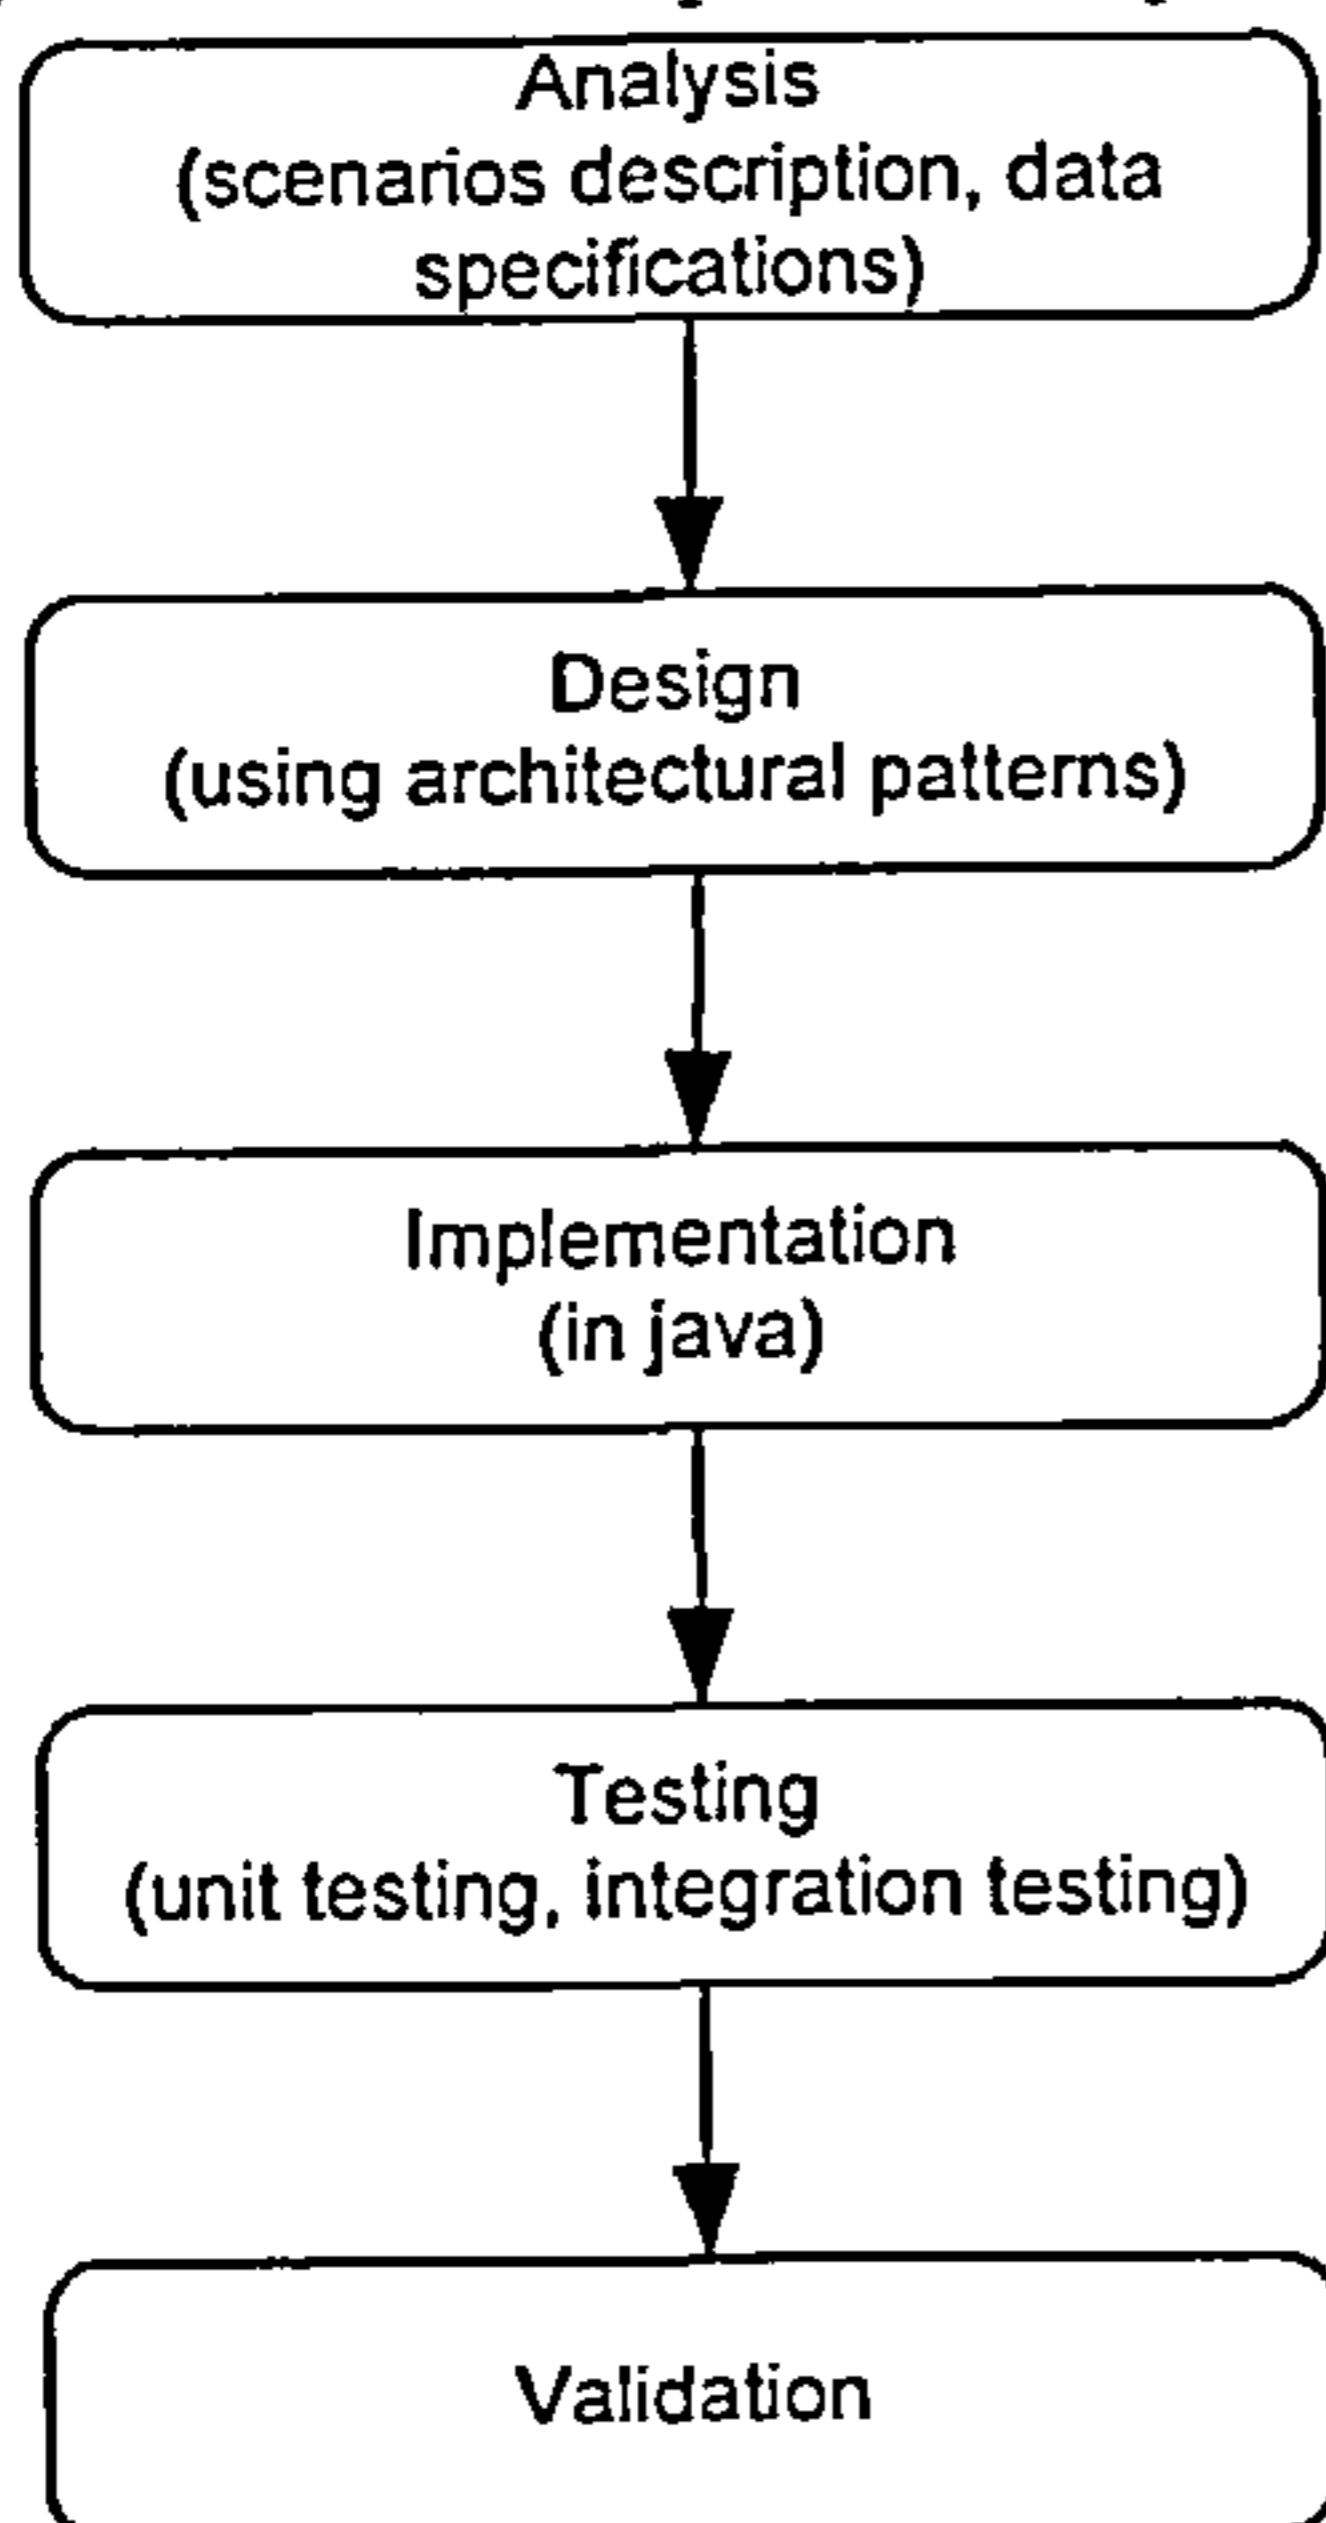 Analysis
(scenarios description, data
specifications)
Design
(using architectural patterns)
Implementation
(in java)
Testing
(unit testing, integration testing)
Validation